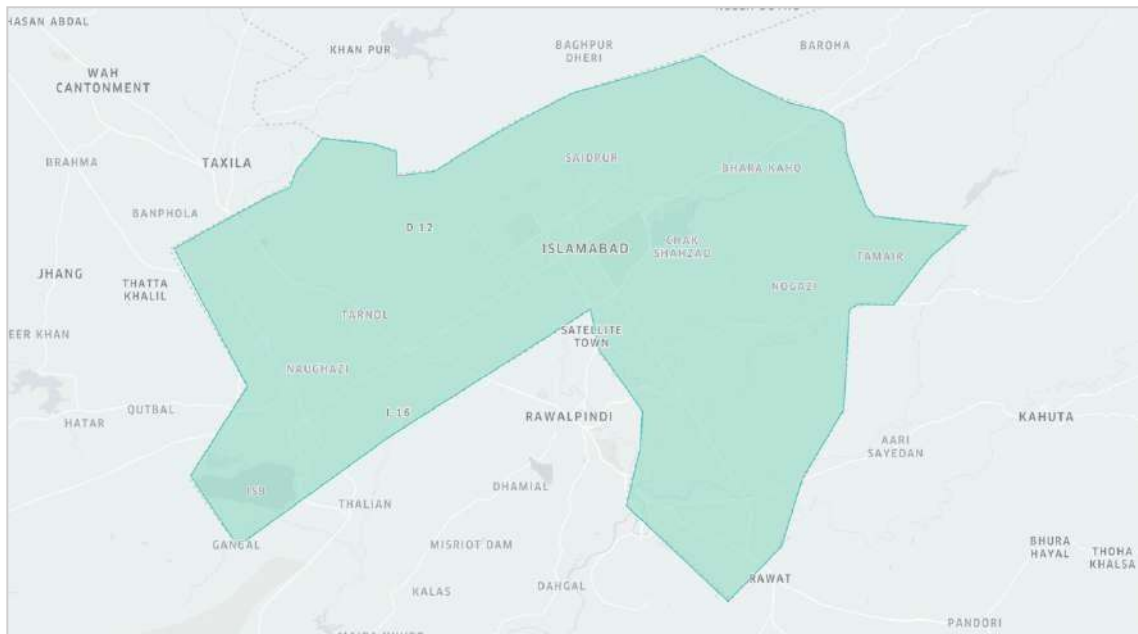 HASAN ABDAL
KHAN PUR
BAGHPUR
DHERI
BAROHA
WAH
CANTONMENT
BRAHMA
TAXILA
SAIDPUR
BHARA KAHO
BANPHOLA
D-12
ISLAMABAD
CHAK
SHAHZAD
TAMAIR
JHANG
THATTA
KHALIL
NOGAZI
TARNOL
EER KHAN
SATELLITE
TOWN
NAUGHAZI
QUTBAL
HATAR
I-16
RAWALPINDI
KAHUTA
AARI
SAYEDAN
ISB
THALIAN
DHAMIAL
GANGAL
MISRIOT DAM
BHURA
HAYAL
THOHA
KHALSA
RAWAT
KALAS
DAHGAL
PANDORI